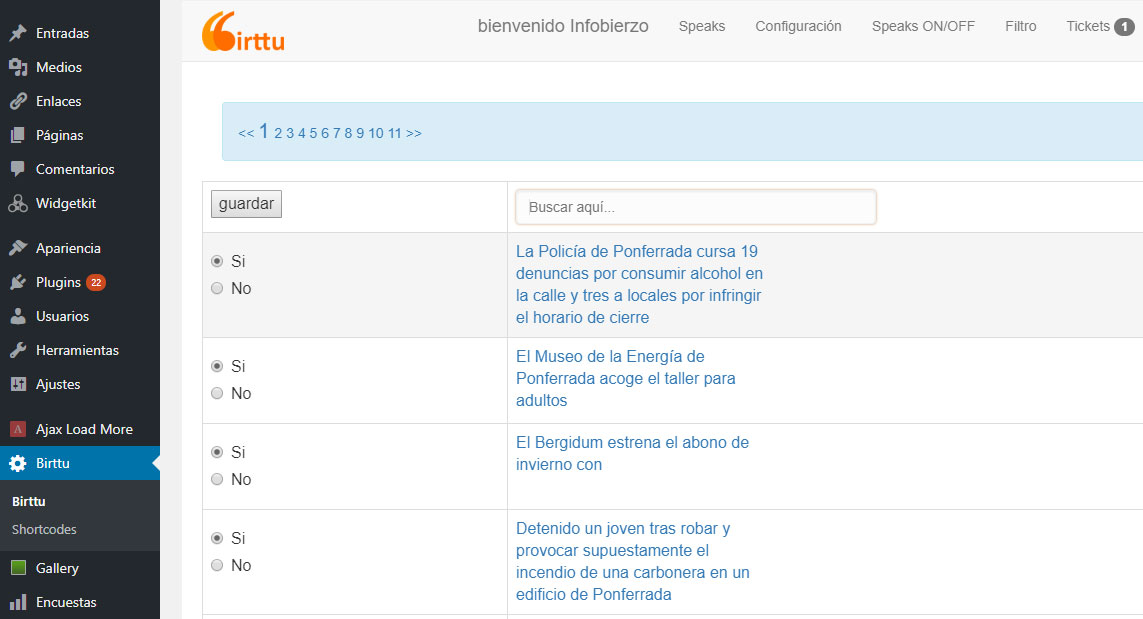 Entradas
Medios
Enlaces
Páginas
Comentarios
Widgetkit
Apariencia
Plugins 22
Usuarios
Herramientas
Ajustes
Ajax Load More
Birttu
Birttu
Shortcodes
Gallery
Encuestas
Birttu
bienvenido Infobierzo Speaks Configuración Speaks ON/OFF Filtro Tickets 1
<< 1 2 3 4 5 6 7 8 9 10 11 >>
guardar
Buscar aquí...
Si
No
La Policía de Ponferrada cursa 19
denuncias por consumir alcohol en
la calle y tres a locales por infringir
el horario de cierre
Si
No
El Museo de la Energía de
Ponferrada acoge el taller para
adultos
Si
No
El Bergidum estrena el abono de
invierno con
Si
No
Detenido un joven tras robar y
provocar supuestamente el
incendio de una carbonera en un
edificio de Ponferrada